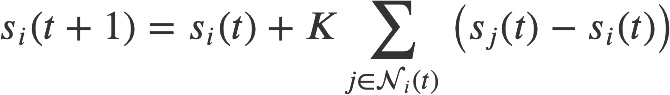 s_i(t + 1) = s_i(t) + K ∑_{j∈𝒩_i(t)} (s_j(t) − s_i(t))